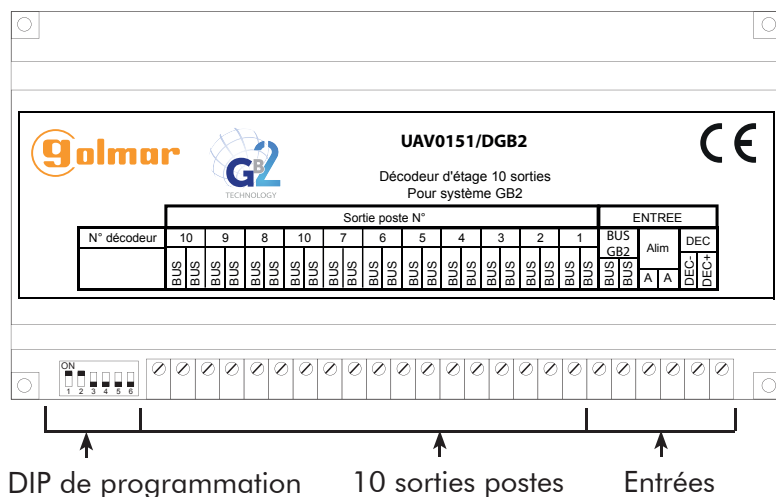 golmar
GB2
TECHNOLOGY
UAV0151/DGB2
CE
Décodeur d'étage 10 sorties
Pour système GB2
Sortie poste N°
ENTREE
N° décodeur
10 9 8 10 7 6 5 4 3 2 1
BUS GB2
Alim
DEC
BUS BUS BUS BUS BUS BUS BUS BUS BUS BUS BUS BUS BUS BUS BUS BUS BUS BUS BUS BUS BUS BUS BUS BUS
A A
DEC- DEC+
ON
1 2 3 4 5 6
DIP de programmation
10 sorties postes
Entrées